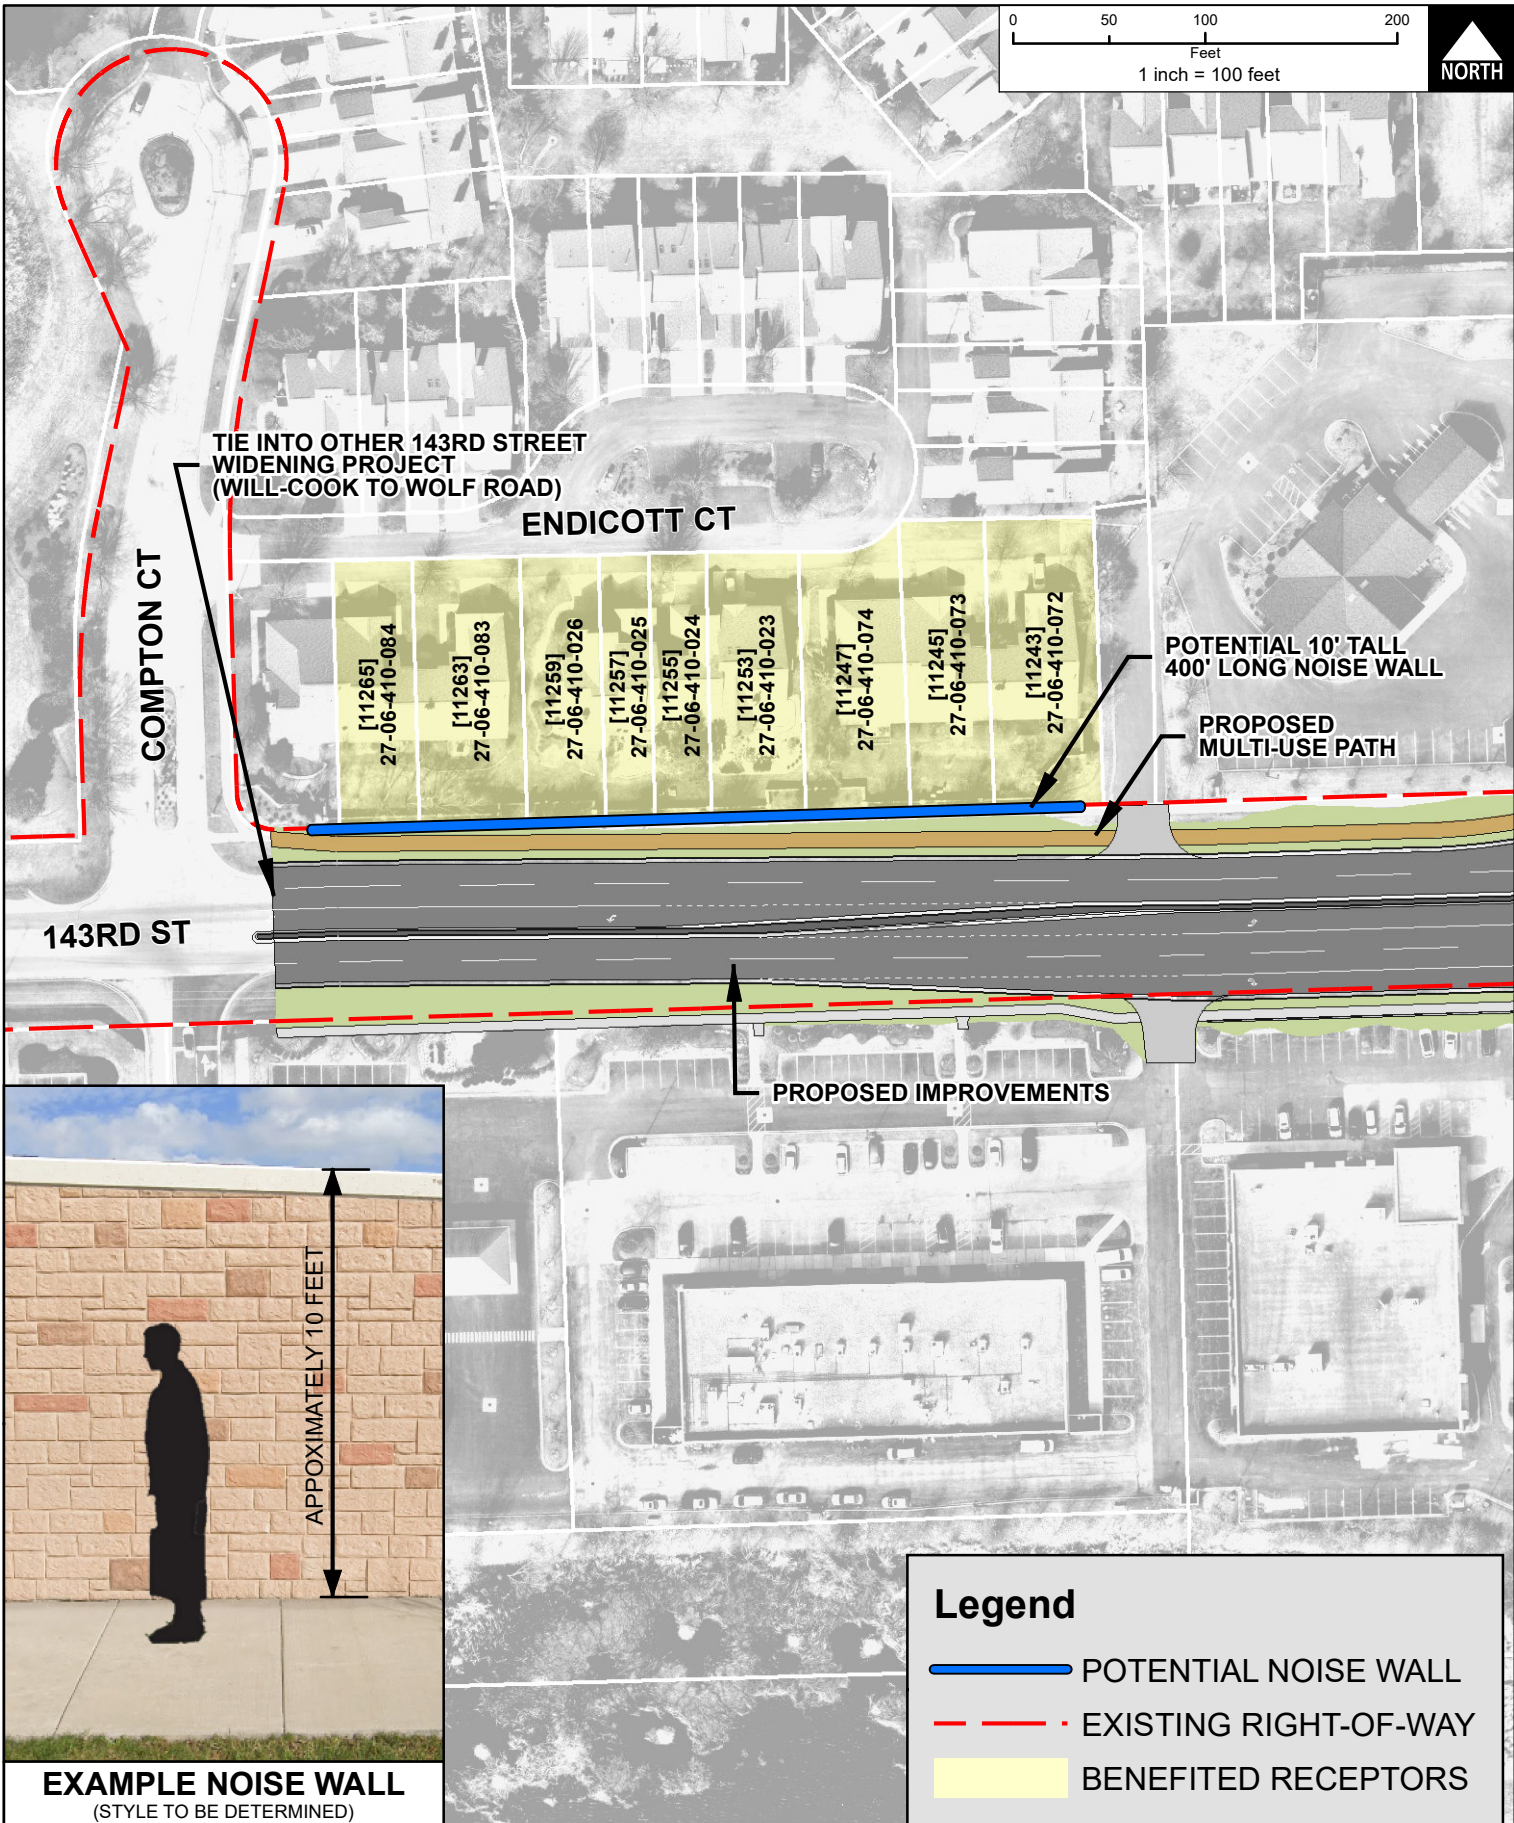 0 50 100 200
Feet
1 inch = 100 feet
NORTH
TIE INTO OTHER 143RD STREET
WIDENING PROJECT
(WILL-COOK TO WOLF ROAD)
ENDICOTT CT
COMPTON CT
[11265]
27-06-410-084
[11263]
27-06-410-083
[11259]
27-06-410-026
[11257]
27-06-410-025
[11255]
27-06-410-024
[11253]
27-06-410-023
[11247]
27-06-410-074
[11245]
27-06-410-073
[11243]
27-06-410-072
POTENTIAL 10' TALL
400' LONG NOISE WALL
PROPOSED
MULTI-USE PATH
143RD ST
PROPOSED IMPROVEMENTS
APPOXIMATELY 10 FEET
EXAMPLE NOISE WALL
(STYLE TO BE DETERMINED)
Legend
POTENTIAL NOISE WALL
EXISTING RIGHT-OF-WAY
BENEFITED RECEPTORS